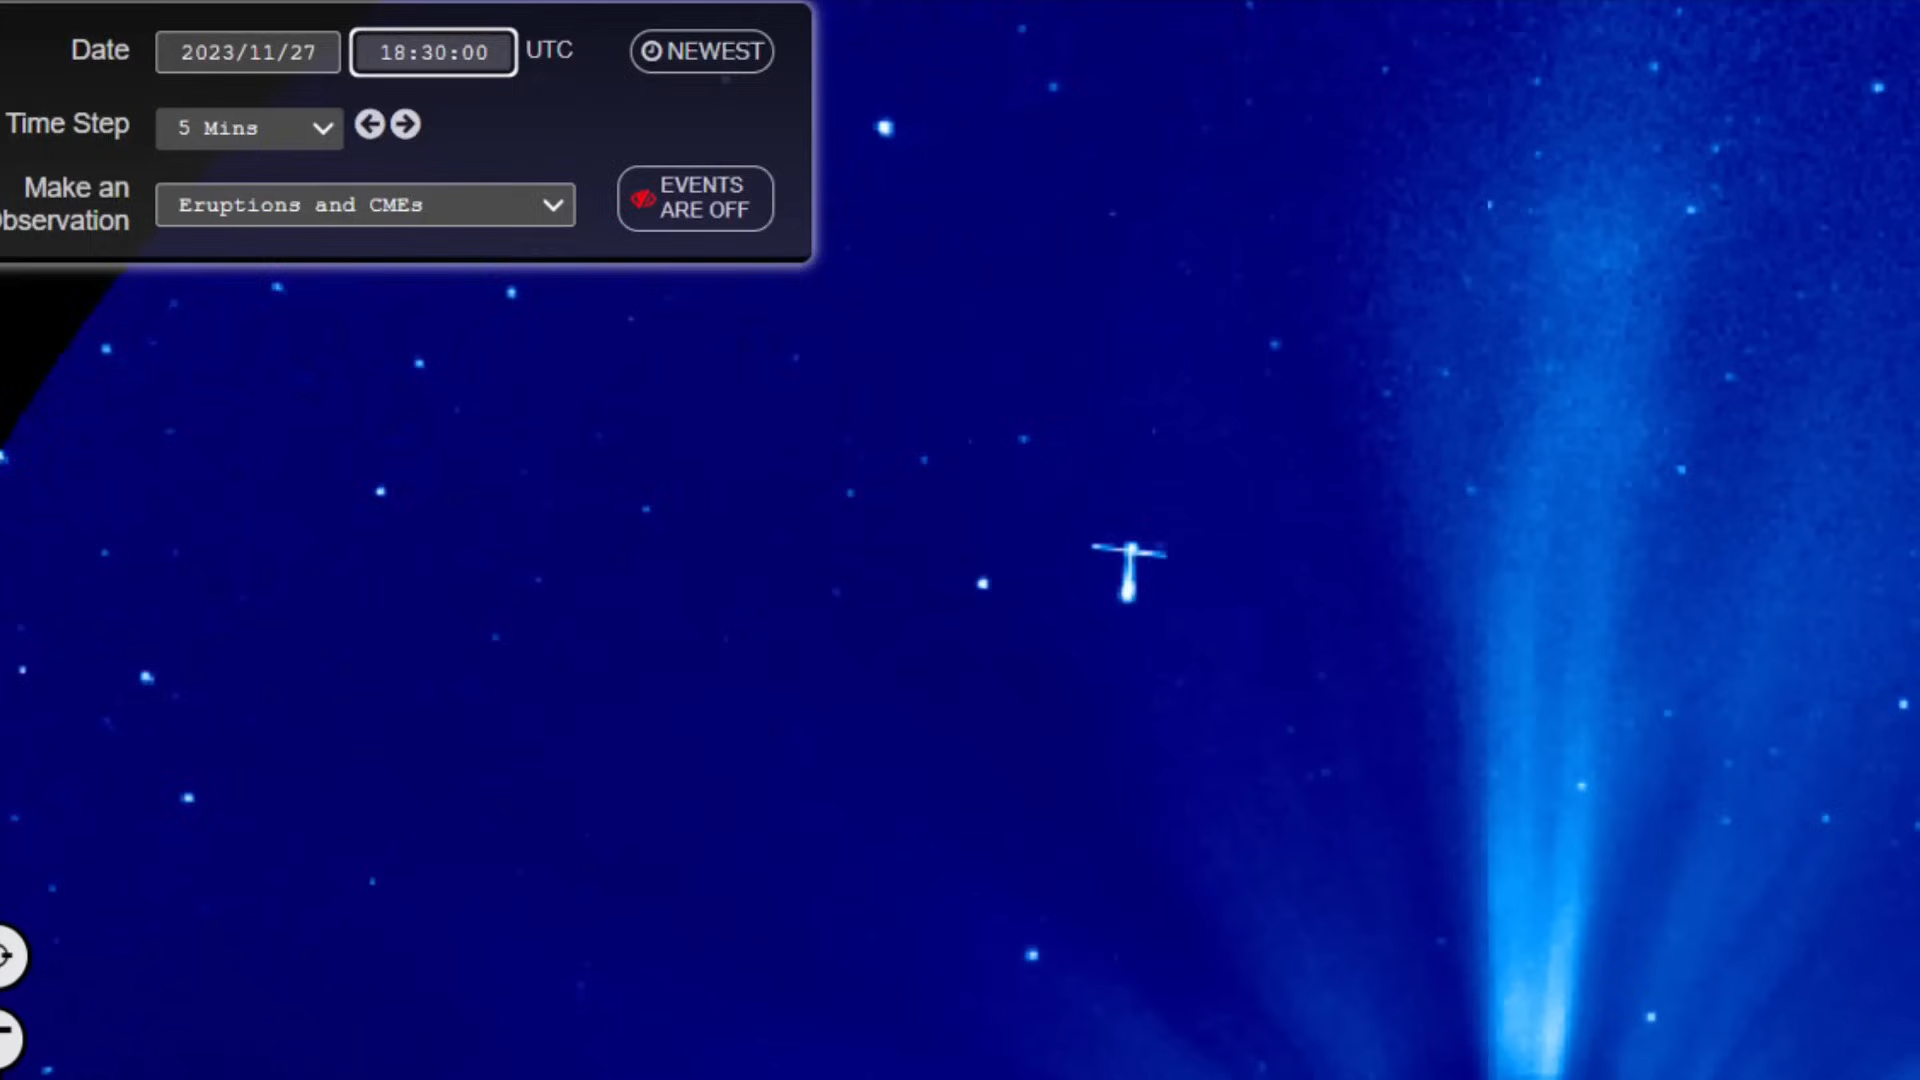 Date 2023/11/27 18:30:00 UTC NEWEST
Time Step 5 Mins
Make an
bservation
Eruptions and CMEs
EVENTS
ARE OFF